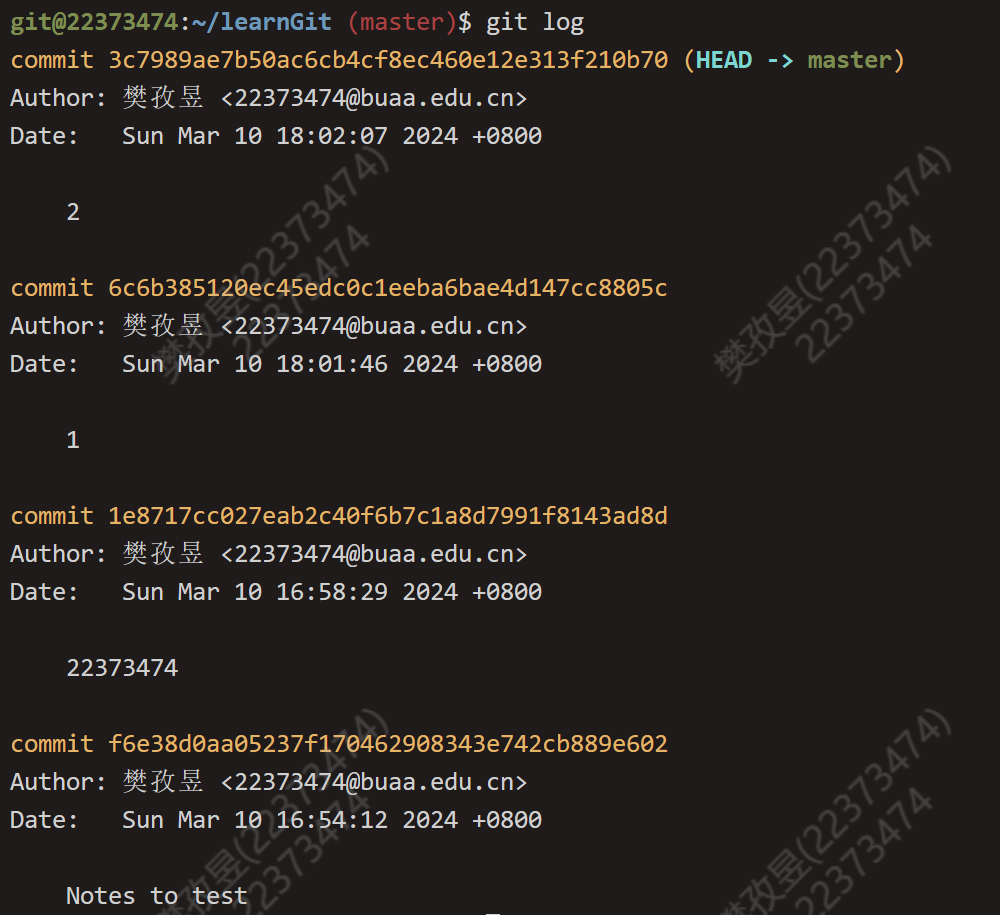 git@22373474:~/learnGit (master)$ git log
commit 3c7989ae7b50ac6cb4cf8ec460e12e313f210b70 (HEAD -> master)
Author: 樊孜昱 <22373474@buaa.edu.cn>
Date:   Sun Mar 10 18:02:07 2024 +0800
2
commit 6c6b385120ec45edc0c1eeba6bae4d147cc8805c
Author: 樊孜昱 <22373474@buaa.edu.cn>
Date:   Sun Mar 10 18:01:46 2024 +0800
1
commit 1e8717cc027eab2c40f6b7c1a8d7991f8143ad8d
Author: 樊孜昱 <22373474@buaa.edu.cn>
Date:   Sun Mar 10 16:58:29 2024 +0800
22373474
commit f6e38d0aa05237f170462908343e742cb889e602
Author: 樊孜昱 <22373474@buaa.edu.cn>
Date:   Sun Mar 10 16:54:12 2024 +0800
Notes to test
樊孜昱(22373474)
22373474
樊孜昱(22373474)
22373474
樊孜昱(22373474)
22373474
樊孜昱(22373474)
22373474